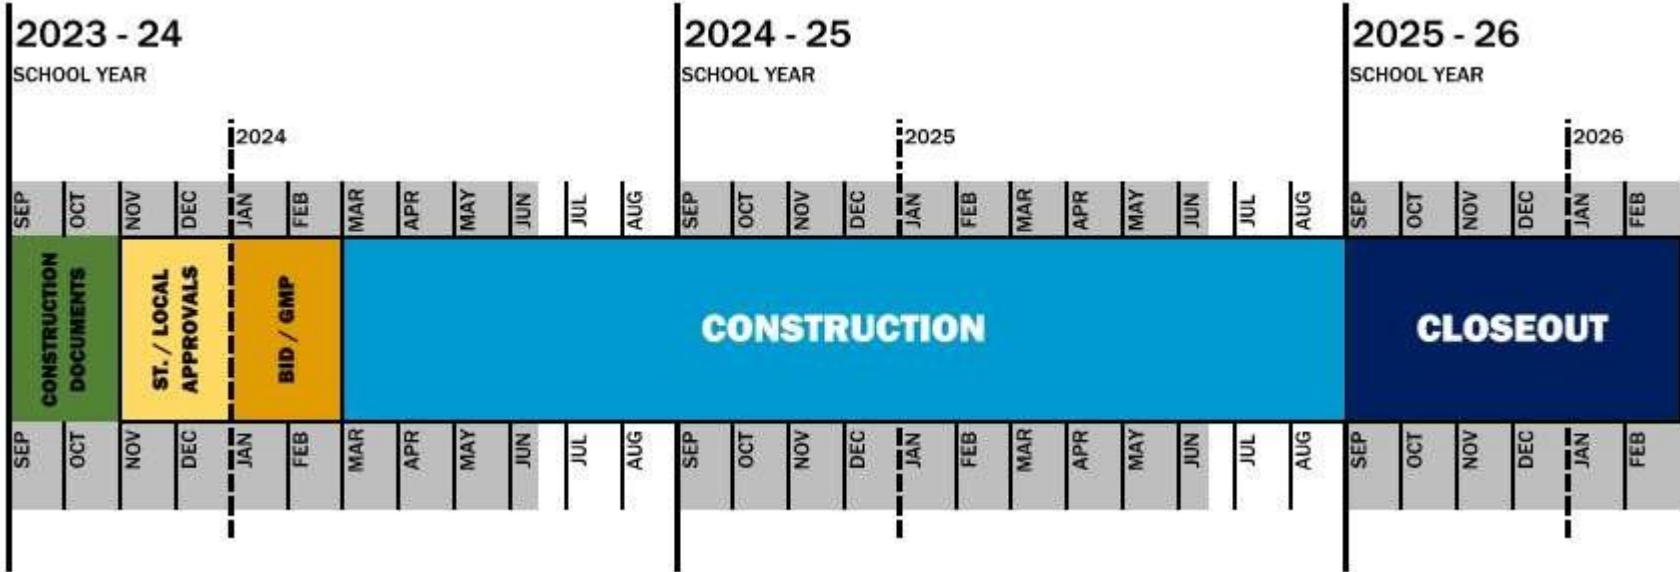 2023 - 24
SCHOOL YEAR
2024 - 25
SCHOOL YEAR
2025 - 26
SCHOOL YEAR
2024
2025
2026
SEP OCT NOV DEC JAN FEB MAR APR MAY JUN JUL AUG SEP OCT NOV DEC JAN FEB MAR APR MAY JUN JUL AUG SEP OCT NOV DEC JAN FEB
CONSTRUCTION
DOCUMENTS
ST. / LOCAL
APPROVALS
BID / GMP
CONSTRUCTION
CLOSEOUT
SEP OCT NOV DEC JAN FEB MAR APR MAY JUN JUL AUG SEP OCT NOV DEC JAN FEB MAR APR MAY JUN JUL AUG SEP OCT NOV DEC JAN FEB